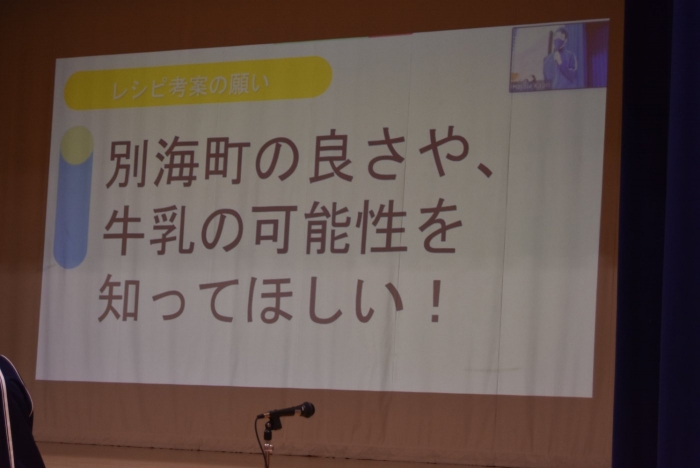 レシピ考案の願い
別海町の良さや、
牛乳の可能性を
知ってほしい！